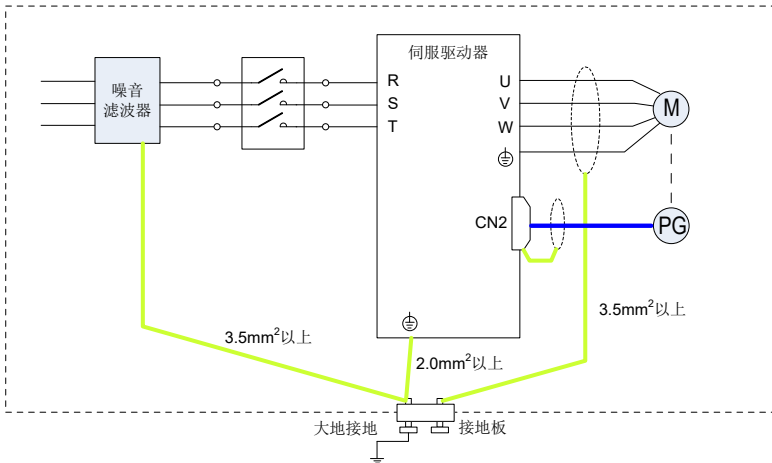 伺服驱动器
噪音
滤波器
R
S
T
U
V
W
M
CN2
PG
3.5mm²以上
3.5mm²以上
2.0mm²以上
大地接地
接地板